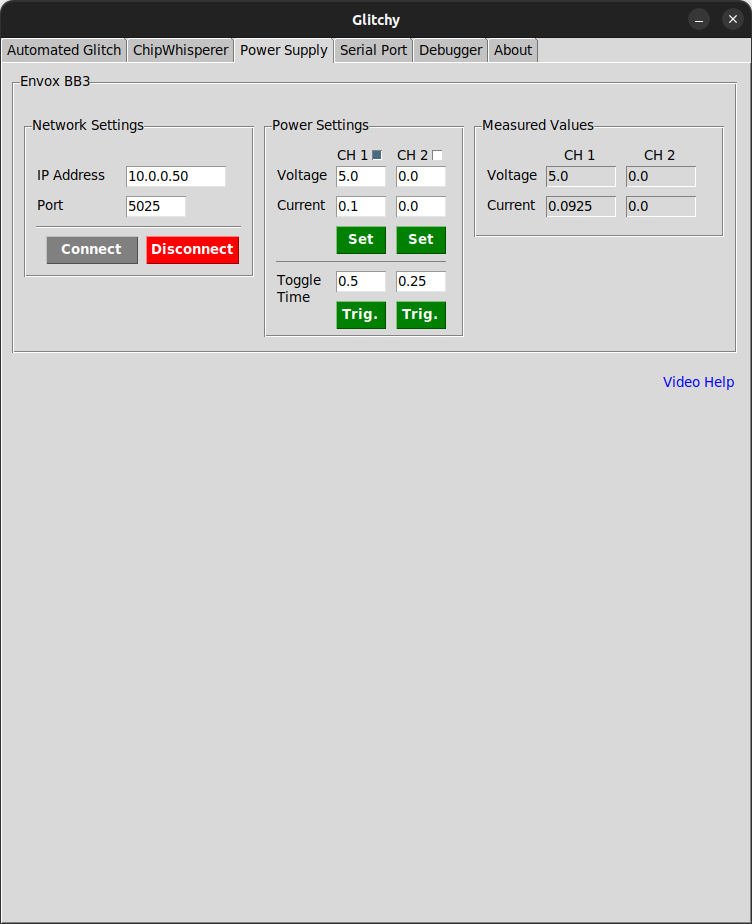 Glitchy
Automated Glitch ChipWhisperer Power Supply Serial Port Debugger About
Envox BB3
Network Settings
IP Address 10.0.0.50
Port 5025
Connect Disconnect
Power Settings
CH 1 CH 2
Voltage 5.0 0.0
Current 0.1 0.0
Set Set
Toggle 0.5 0.25
Time
Trig. Trig.
Measured Values
CH 1 CH 2
Voltage 5.0 0.0
Current 0.0925 0.0
Video Help